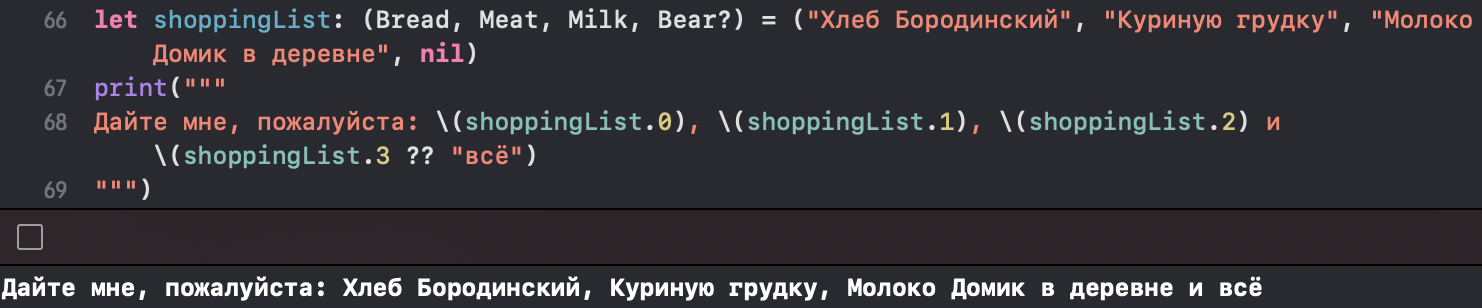 66 let shoppingList: (Bread, Meat, Milk, Bear?) = ("Хлеб Бородинский", "Куриную грудку", "Молоко
Домик в деревне", nil)
67 print("""
68 Дайте мне, пожалуйста: \(shoppingList.0), \(shoppingList.1), \(shoppingList.2) и
\(shoppingList.3 ?? "всё")
69 """)
Дайте мне, пожалуйста: Хлеб Бородинский, Куриную грудку, Молоко Домик в деревне и всё